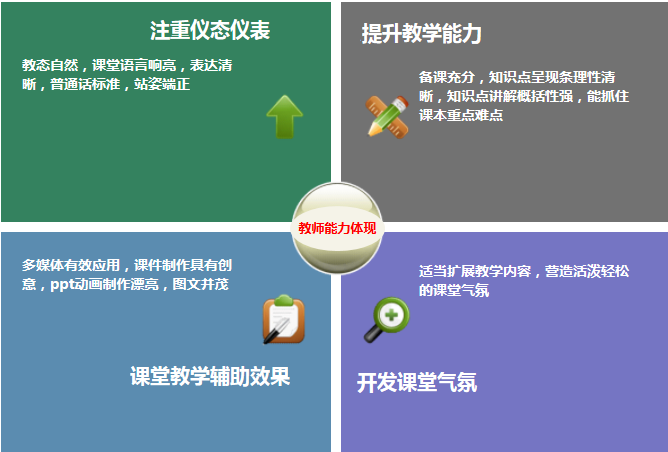 注重仪态仪表
教态自然，课堂语言响亮，表达清
晰，普通话标准，站姿端正
提升教学能力
备课充分，知识点呈现条理性清
晰，知识点讲解概括性强，能抓住
课本重点难点
教师能力体现
多媒体有效应用，课件制作具有创
意，ppt动画制作漂亮，图文并茂
课堂教学辅助效果
适当扩展教学内容，营造活泼轻松
的课堂气氛
开发课堂气氛